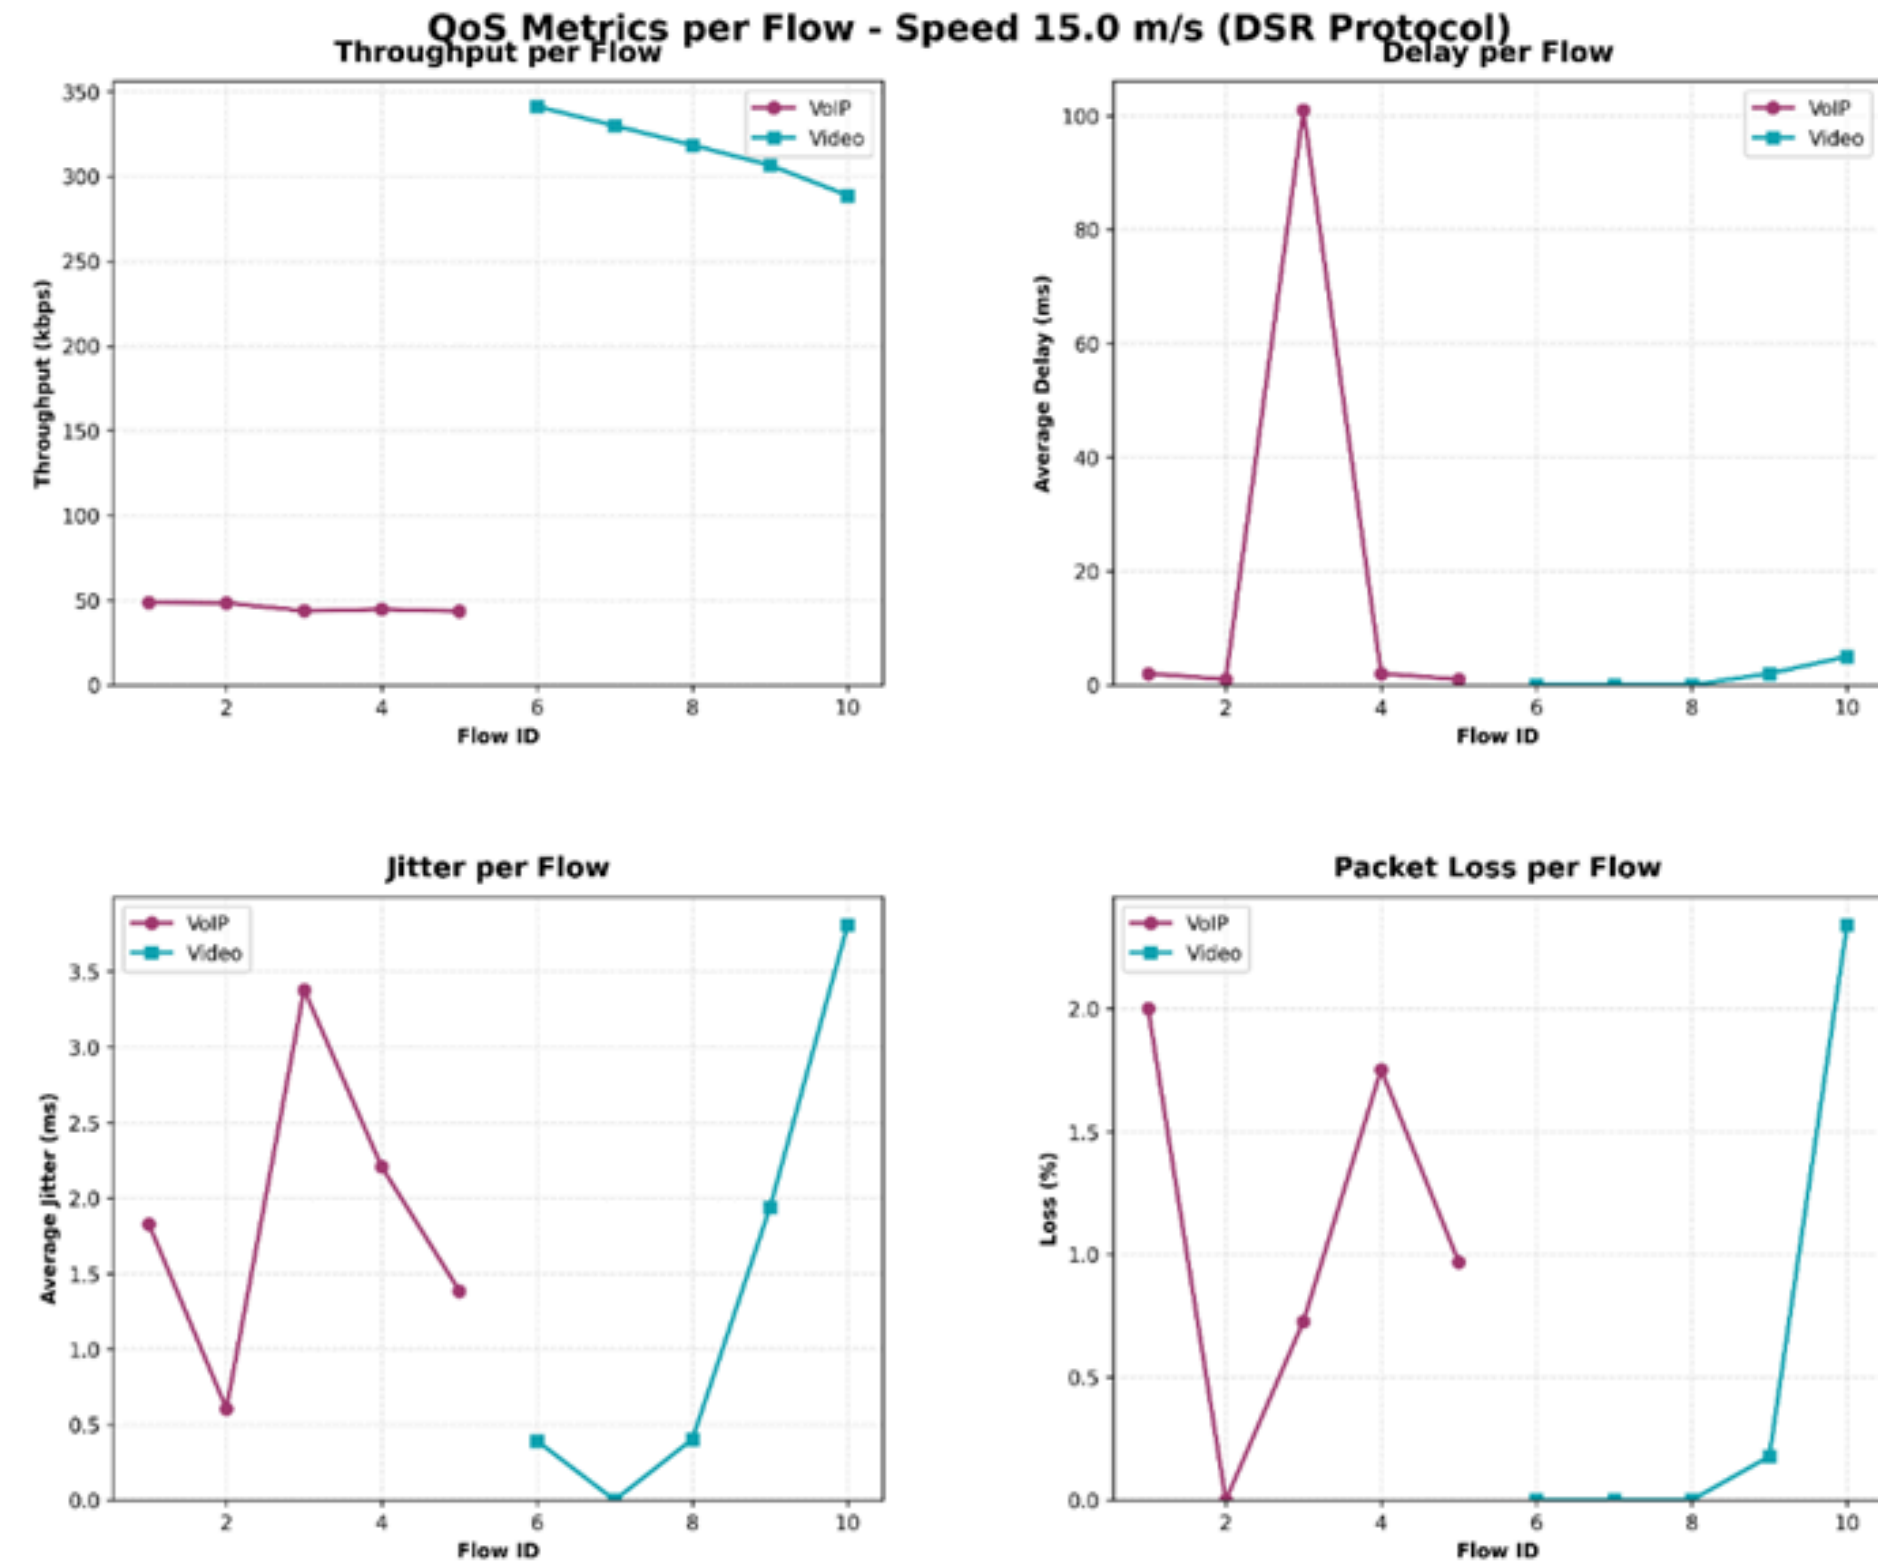 QoS Metrics per Flow - Speed 15.0 m/s (DSR Protocol)
Throughput per Flow
350
300
250
200
150
100
50
0
Throughput (kbps)
VoIP
Video
2 4 6 8 10
Flow ID
Delay per Flow
100
80
60
40
20
0
Average Delay (ms)
VoIP
Video
2 4 6 8 10
Flow ID
Jitter per Flow
3.5
3.0
2.5
2.0
1.5
1.0
0.5
0.0
Average Jitter (ms)
VoIP
Video
2 4 6 8 10
Flow ID
Packet Loss per Flow
2.0
1.5
1.0
0.5
0.0
Loss (%)
VoIP
Video
2 4 6 8 10
Flow ID